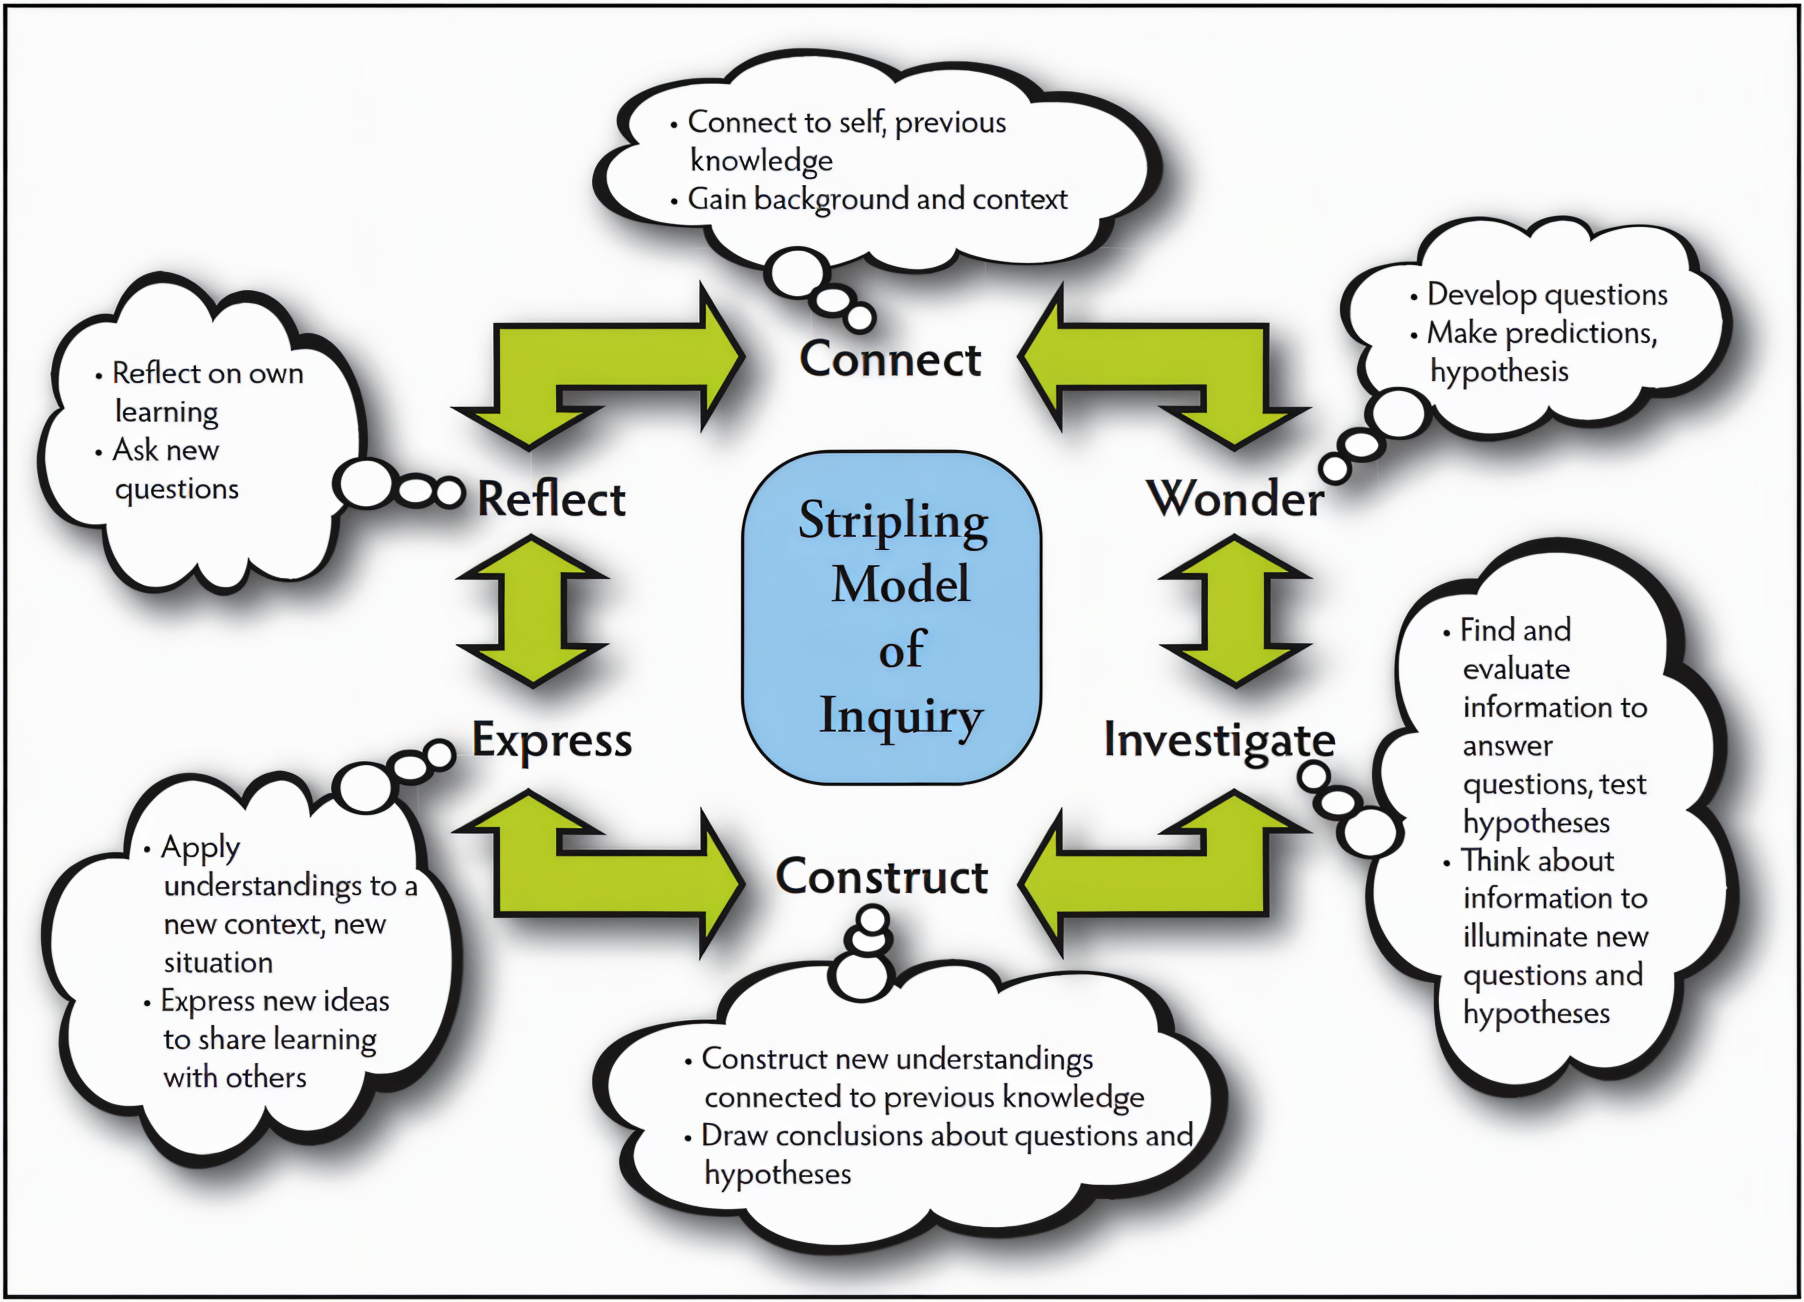 • Connect to self, previous
knowledge
• Gain background and context
Connect
• Develop questions
• Make predictions,
hypothesis
Wonder
• Find and
evaluate
information to
answer
questions, test
hypotheses
• Think about
information to
illuminate new
questions and
hypotheses
Investigate
Construct
• Construct new understandings
connected to previous knowledge
• Draw conclusions about questions and
hypotheses
Express
• Apply
understandings to a
new context, new
situation
• Express new ideas
to share learning
with others
Reflect
• Reflect on own
learning
• Ask new
questions
Stripling
Model
of
Inquiry